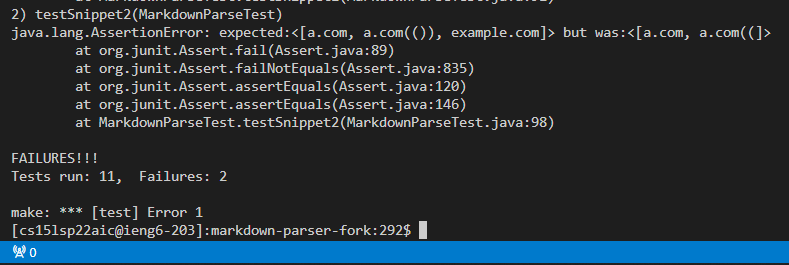 2) testSnippet2(MarkdownParseTest)
java.lang.AssertionError: expected:<[a.com, a.com(()), example.com]> but was:<[a.com, a.com((]>
        at org.junit.Assert.fail(Assert.java:89)
        at org.junit.Assert.failNotEquals(Assert.java:835)
        at org.junit.Assert.assertEquals(Assert.java:120)
        at org.junit.Assert.assertEquals(Assert.java:146)
        at MarkdownParseTest.testSnippet2(MarkdownParseTest.java:98)

FAILURES!!!
Tests run: 11,  Failures: 2

make: *** [test] Error 1
[cs15lsp22aic@ieng6-203]:markdown-parser-fork:292$
0